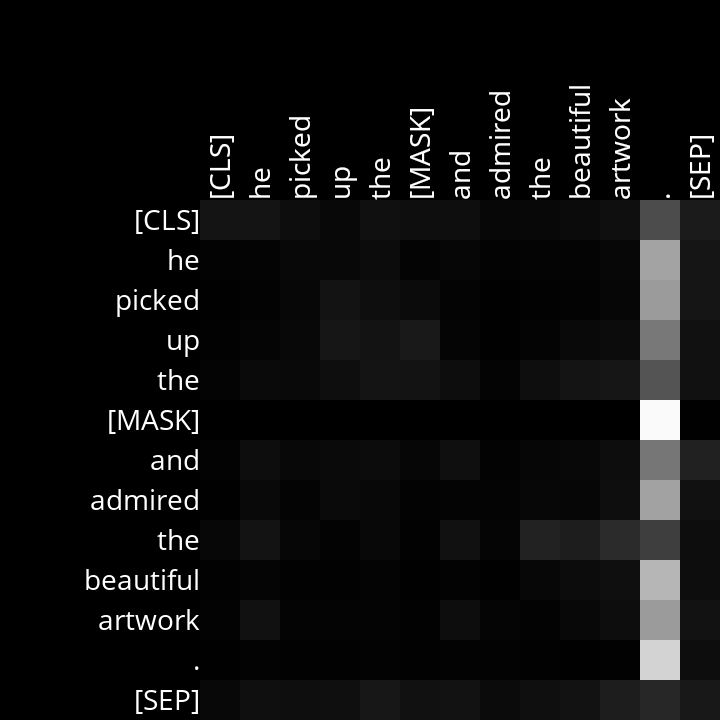 [CLS] he picked up the [MASK] and admired the beautiful artwork . [SEP]
[CLS]
he
picked
up
the
[MASK]
and
admired
the
beautiful
artwork
.
[SEP]